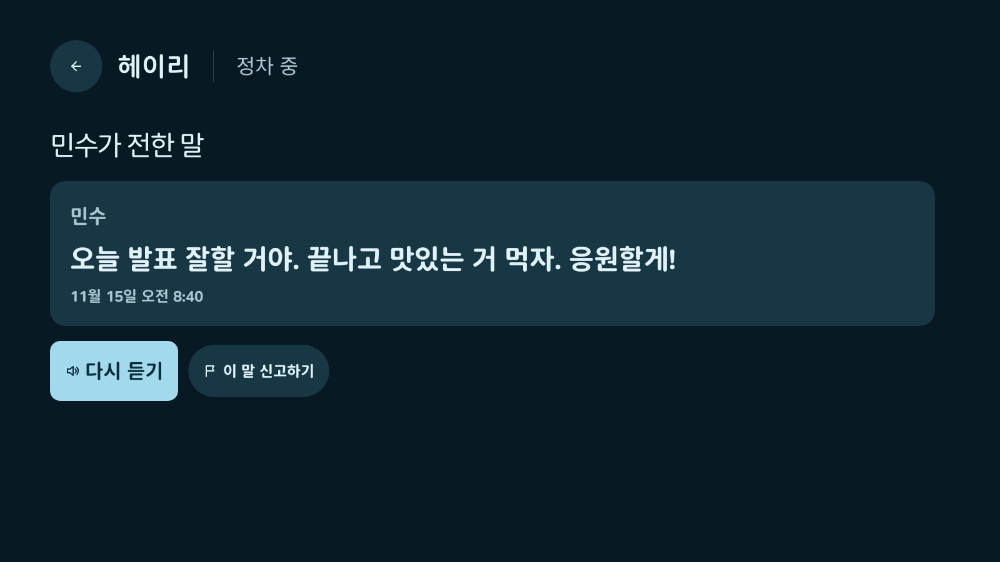 헤이리
정차 중
민수가 전한 말
민수
오늘 발표 잘할 거야. 끝나고 맛있는 거 먹자. 응원할게!
11월 15일 오전 8:40
다시 듣기
이 말 신고하기